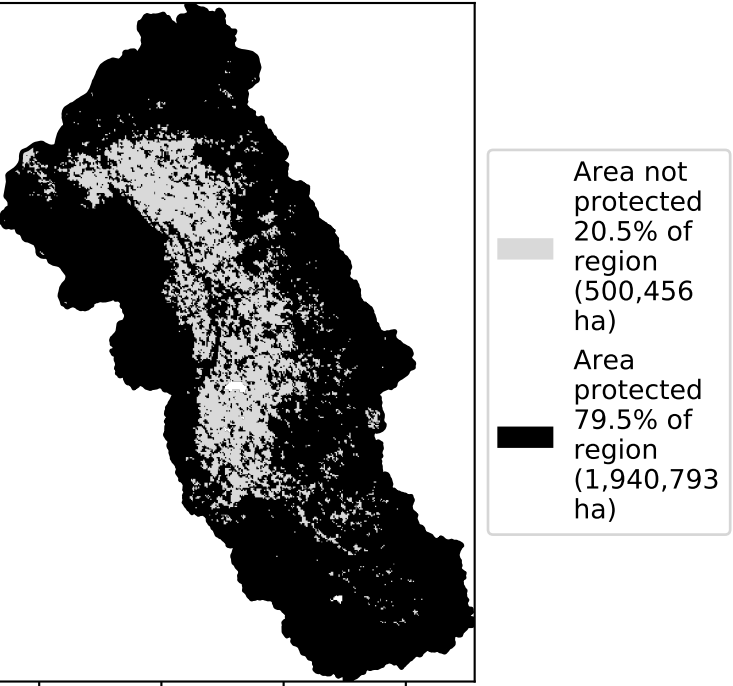 Area not
protected
20.5% of
region
(500,456
ha)
Area
protected
79.5% of
region
(1,940,793
ha)